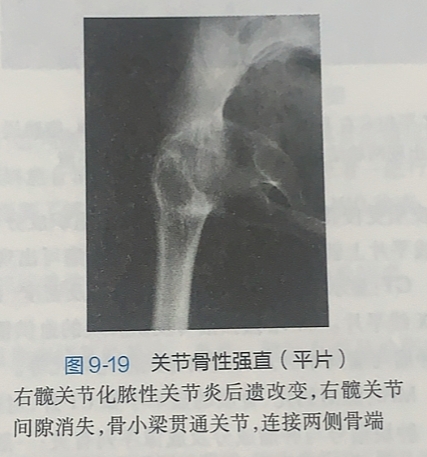 图 9-19 关节骨性强直（平片）
右髋关节化脓性关节炎后遗改变，右髋关节
间隙消失，骨小梁贯通关节，连接两侧骨端